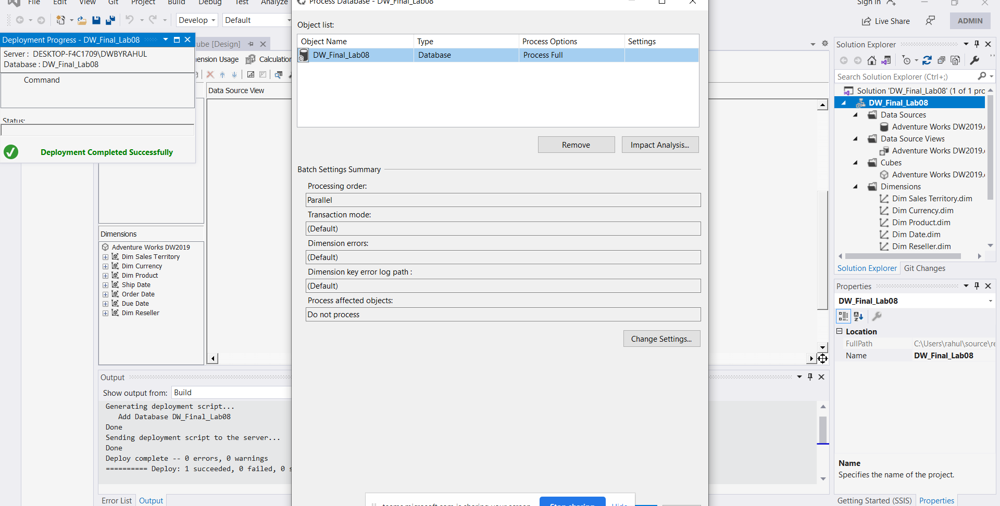 File Edit View Git Project Build Debug Test Analyze
Sign in
Develop
Default
Live Share
ADMIN
Deployment Progress - DW_Final_Lab08
Server : DESKTOP-F4C1709\DWBYRAHUL
Database : DW_Final_Lab08
Command
Status:
Deployment Completed Successfully
ube [Design]
ension Usage
Calculation
Data Source View
Dimensions
Adventure Works DW2019
Dim Sales Territory
Dim Currency
Dim Product
Ship Date
Order Date
Due Date
Dim Reseller
Output
Show output from: Build
Generating deployment script...
Add Database DW_Final_Lab08
Done
Sending deployment script to the server...
Done
Deploy complete -- 0 errors, 0 warnings
========== Deploy: 1 succeeded, 0 failed, 0 s
Error List
Output
Process Database - DW_Final_Lab08
Object list:
Object Name Type Process Options Settings
DW_Final_Lab08 Database Process Full
Remove
Impact Analysis...
Batch Settings Summary
Processing order:
Parallel
Transaction mode:
(Default)
Dimension errors:
(Default)
Dimension key error log path :
(Default)
Process affected objects:
Do not process
Change Settings...
teams.microsoft.com is sharing your screen.
Stop sharing
Hide
Solution Explorer
Search Solution Explorer (Ctrl+;)
Solution 'DW_Final_Lab08' (1 of 1 pro
DW_Final_Lab08
Data Sources
Adventure Works DW2019.
Data Source Views
Adventure Works DW2019.
Cubes
Adventure Works DW2019.
Dimensions
Dim Sales Territory.dim
Dim Currency.dim
Dim Product.dim
Dim Date.dim
Dim Reseller.dim
Solution Explorer
Git Changes
Properties
DW_Final_Lab08
Location
FullPath C:\Users\rahul\source\re
Name DW_Final_Lab08
Name
Specifies the name of the project.
Getting Started (SSIS)
Properties